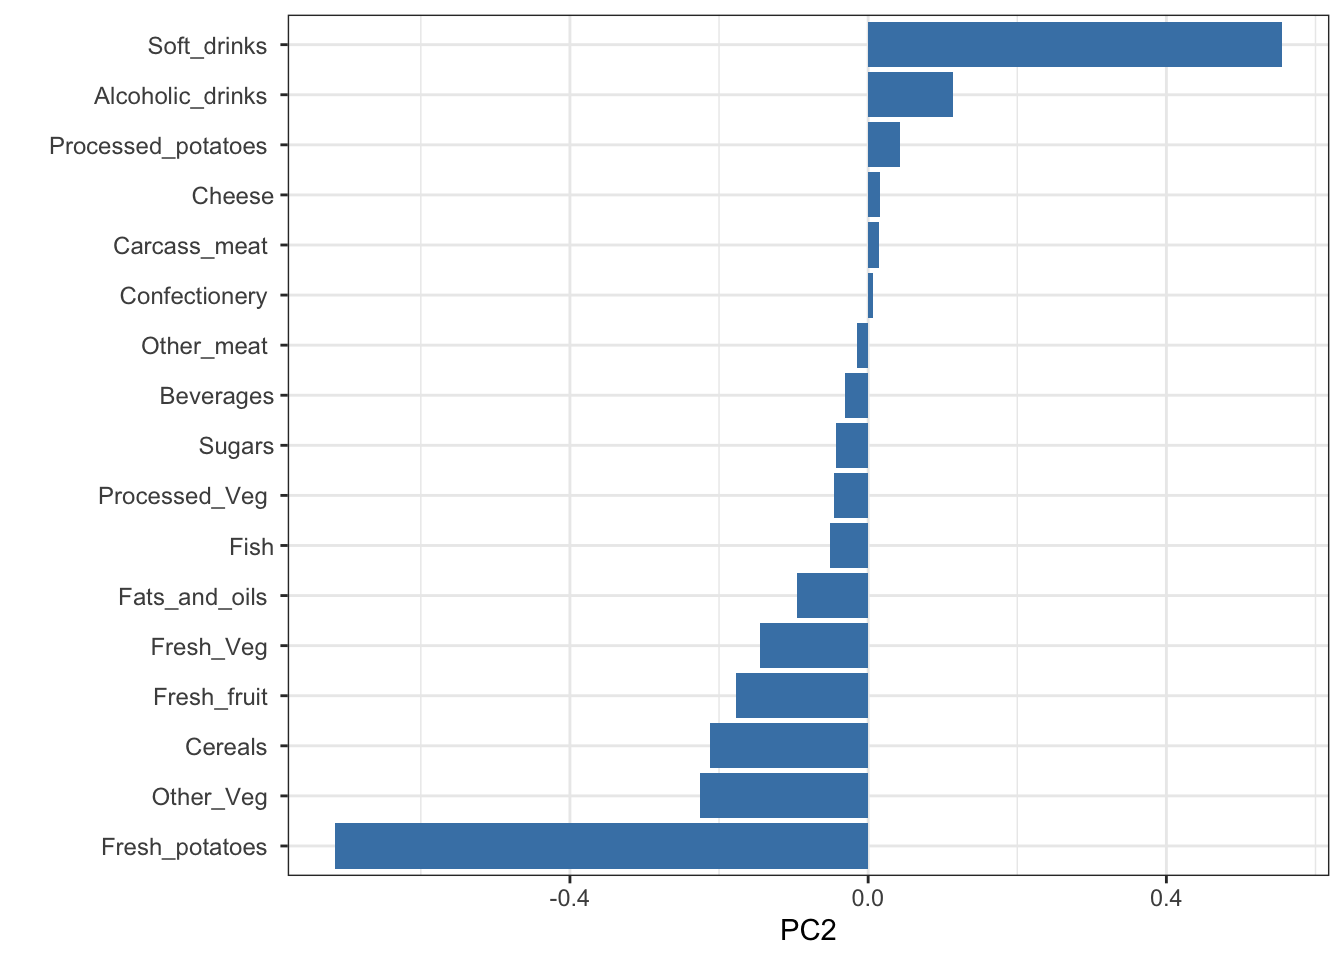 Soft_drinks
Alcoholic_drinks
Processed_potatoes
Cheese
Carcass_meat
Confectionery
Other_meat
Beverages
Sugars
Processed_Veg
Fish
Fats_and_oils
Fresh_Veg
Fresh_fruit
Cereals
Other_Veg
Fresh_potatoes
-0.4 0.0 0.4
PC2